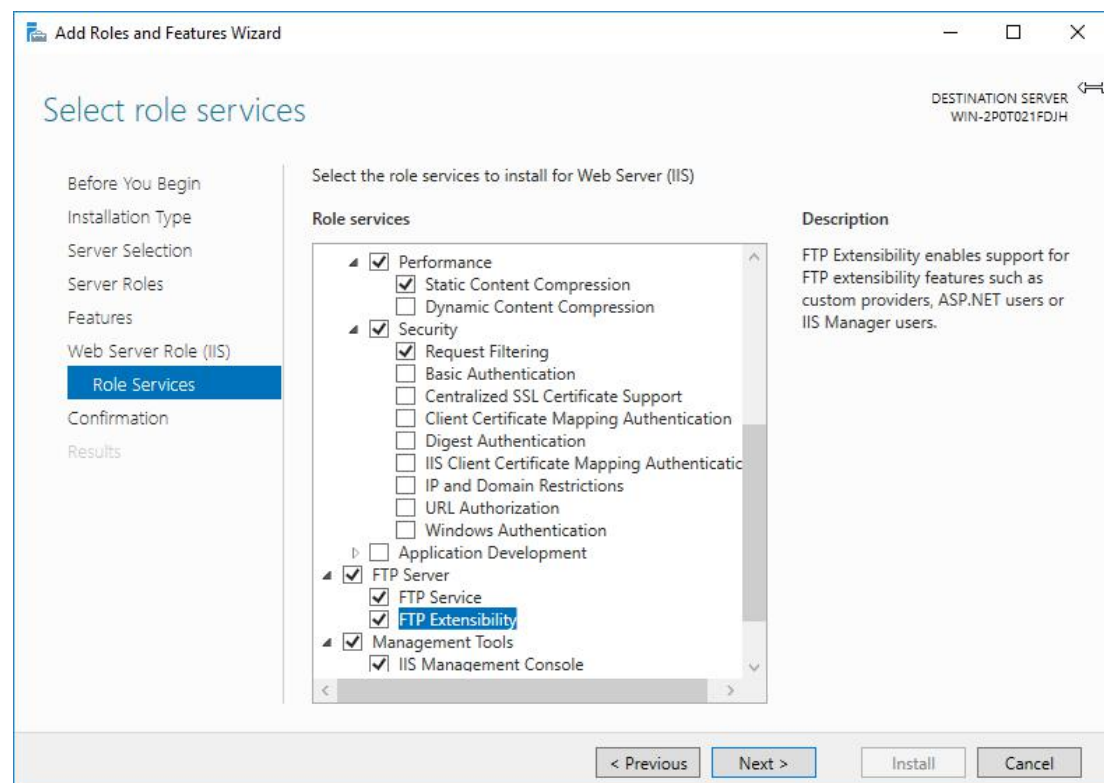 Add Roles and Features Wizard
Select role services
DESTINATION SERVER
WIN-2P0T021FDJH
Before You Begin
Installation Type
Server Selection
Server Roles
Features
Web Server Role (IIS)
Role Services
Confirmation
Results
Select the role services to install for Web Server (IIS)
Role services
Performance
Static Content Compression
Dynamic Content Compression
Security
Request Filtering
Basic Authentication
Centralized SSL Certificate Support
Client Certificate Mapping Authentication
Digest Authentication
IIS Client Certificate Mapping Authenticatic
IP and Domain Restrictions
URL Authorization
Windows Authentication
Application Development
FTP Server
FTP Service
FTP Extensibility
Management Tools
IIS Management Console
Description
FTP Extensibility enables support for
FTP extensibility features such as
custom providers, ASP.NET users or
IIS Manager users.
< Previous
Next >
Install
Cancel